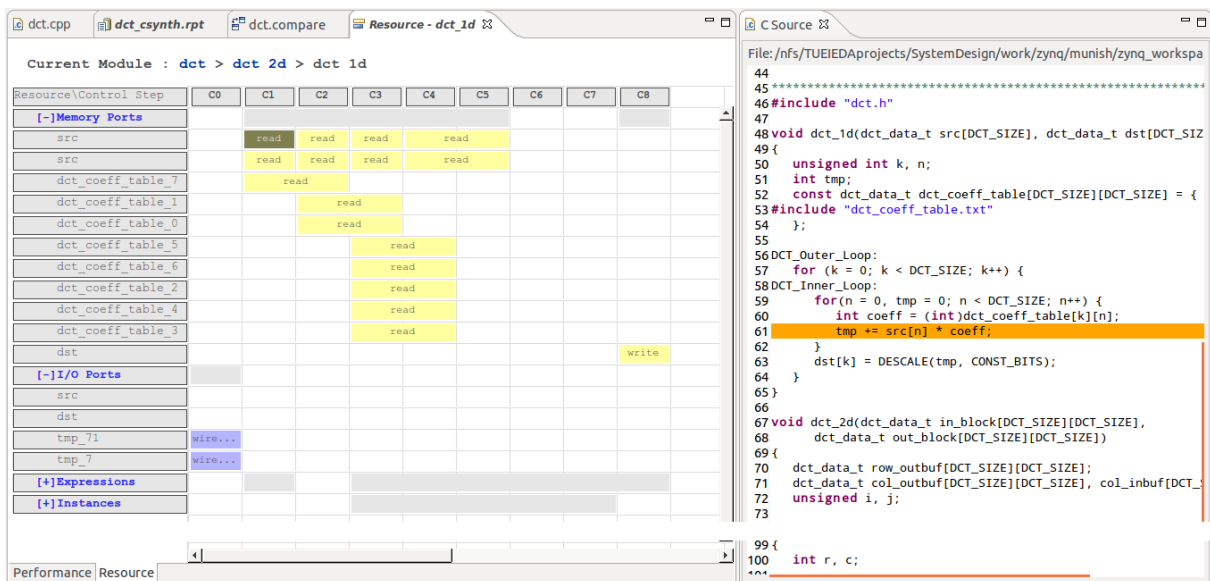 dct.cpp dct_csynth.rpt dct.compare Resource - dct_1d
Current Module : dct > dct 2d > dct 1d
Resource\Control Step C0 C1 C2 C3 C4 C5 C6 C7 C8
[-]Memory Ports
src read read read read
src read read read read
dct_coeff_table_7 read
dct_coeff_table_1 read
dct_coeff_table_0 read
dct_coeff_table_5 read
dct_coeff_table_6 read
dct_coeff_table_2 read
dct_coeff_table_4 read
dct_coeff_table_3 read
dst write
[-]I/O Ports
src
dst
tmp_71 wire...
tmp_7 wire...
[+]Expressions
[+]Instances
Performance Resource
C Source
File:/nfs/TUEIEDAprojects/SystemDesign/work/zynq/munish/zynq_workspa
44
45 **********************************************************
46 #include "dct.h"
47
48 void dct_1d(dct_data_t src[DCT_SIZE], dct_data_t dst[DCT_SIZ
49 {
50 unsigned int k, n;
51 int tmp;
52 const dct_data_t dct_coeff_table[DCT_SIZE][DCT_SIZE] = {
53 #include "dct_coeff_table.txt"
54 };
55
56 DCT_Outer_Loop:
57 for (k = 0; k < DCT_SIZE; k++) {
58 DCT_Inner_Loop:
59 for(n = 0, tmp = 0; n < DCT_SIZE; n++) {
60 int coeff = (int)dct_coeff_table[k][n];
61 tmp += src[n] * coeff;
62 }
63 dst[k] = DESCALE(tmp, CONST_BITS);
64 }
65 }
66
67 void dct_2d(dct_data_t in_block[DCT_SIZE][DCT_SIZE],
68 dct_data_t out_block[DCT_SIZE][DCT_SIZE])
69 {
70 dct_data_t row_outbuf[DCT_SIZE][DCT_SIZE];
71 dct_data_t col_outbuf[DCT_SIZE][DCT_SIZE], col_inbuf[DCT_
72 unsigned i, j;
73
99 {
100 int r, c;